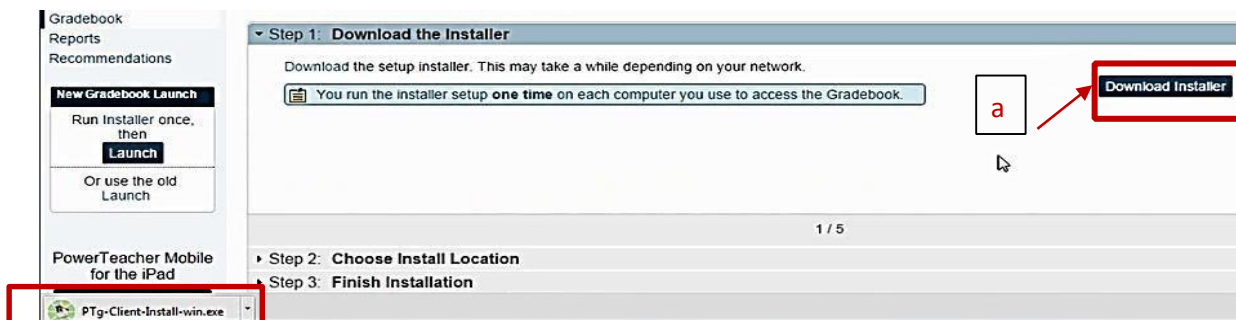 Gradebook
Reports
Recommendations
New Gradebook Launch
Run Installer once,
then
Launch
Or use the old
Launch
PowerTeacher Mobile
for the iPad
PTg-Client-Install-win.exe
Step 1: Download the Installer
Download the setup installer. This may take a while depending on your network.
You run the installer setup one time on each computer you use to access the Gradebook.
a
Download Installer
1 / 5
Step 2: Choose Install Location
Step 3: Finish Installation